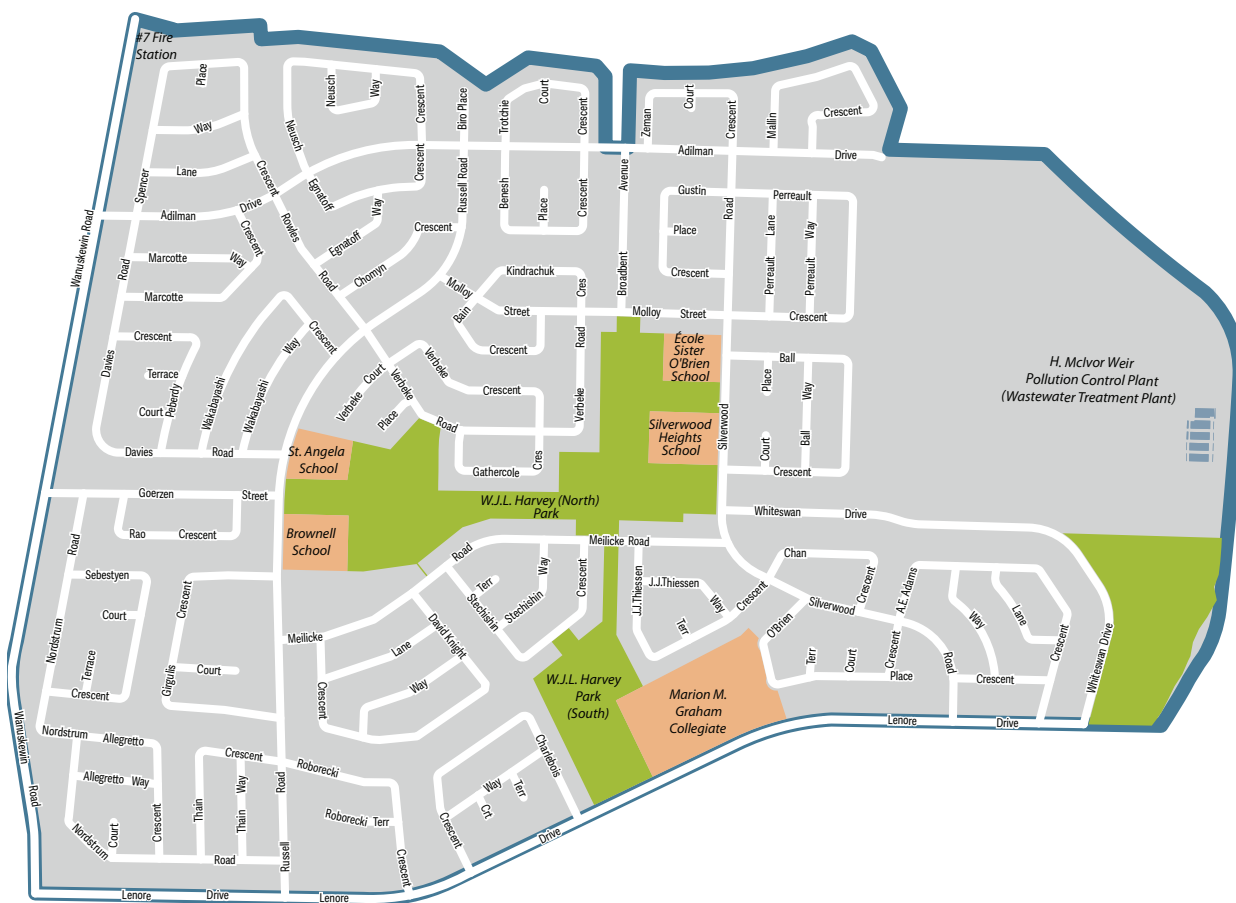 #7 Fire
Station
Place
Way
Lane
Spencer
Crescent
Neusch
Neusch
Way
Crescent
Biro Place
Trotchie
Court
Crescent
Zeman
Court
Crescent
Mallin
Crescent
Adilman
Drive
Wanuskewin Road
Adilman
Drive
Crescent
Rowles
Road
Egnatoff
Egnatoff
Way
Crescent
Russell Road
Benesh
Place
Crescent
Avenue
Broadbent
Gustin
Place
Crescent
Road
Perreault
Lane
Perreault
Way
Perreault
Crescent
Marcotte
Way
Marcotte
Road
Davies
Chomyn
Crescent
Molloy
Kindrachuk
Cres
Bain
Street
Crescent
Road
Verbeke
Molloy
Street
Crescent
Terrace
Court
Peberdy
Wakabayashi
Wakabayashi
Way
Crescent
Davies
Road
Verbeke
Court
Verbeke
Place
Verbeke
Crescent
Road
Gathercole
Cres
École
Sister
O'Brien
School
Silverwood
Heights
School
Silverwood
Ball
Place
Way
Ball
Court
Crescent
H. McIvor Weir
Pollution Control Plant
(Wastewater Treatment Plant)
St. Angela
School
W.J.L. Harvey (North)
Park
Brownell
School
Goerzen
Street
Rao
Crescent
Road
Nordstrum
Sebestyen
Court
Terrace
Crescent
Crescent
Girgulis
Court
Meilicke
Road
Meilicke Road
Whiteswan
Drive
Terr
Way
Stechishin
Stechishin
Crescent
J.J.Thiessen
J.J.Thiessen
Way
Terr
Crescent
Chan
Crescent
Silverwood
Road
O'Brien
Terr
Court
Crescent
Place
A.E. Adams
Way
Lane
Crescent
Crescent
Whiteswan Drive
David Knight
Lane
Way
Crescent
W.J.L. Harvey
Park
(South)
Marion M.
Graham
Collegiate
Lenore
Drive
Wanuskewin
Road
Nordstrum
Allegretto
Allegretto
Way
Crescent
Court
Nordstrum
Road
Thain
Thain
Way
Crescent
Roborecki
Road
Russell
Roborecki Terr
Crescent
Charlebois
Way
Terr
Crt
Crescent
Drive
Lenore
Drive
Lenore